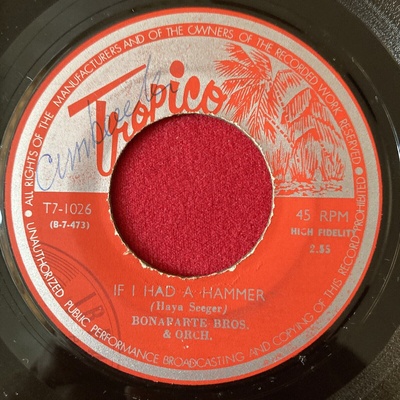 ALL RIGHTS OF THE MANUFACTURERS AND OF THE OWNERS OF THE RECORDED WORK RESERVED
Tropico
T7-1026
(B-7-473)
45 RPM
HIGH FIDELITY
2.35
IF I HAD A HAMMER
(Hays Seeger)
BONAPARTE BROS.
& ORCH.
UNAUTHORIZED PUBLIC PERFORMANCE BROADCASTING AND COPYING OF THIS RECORD PROHIBITED